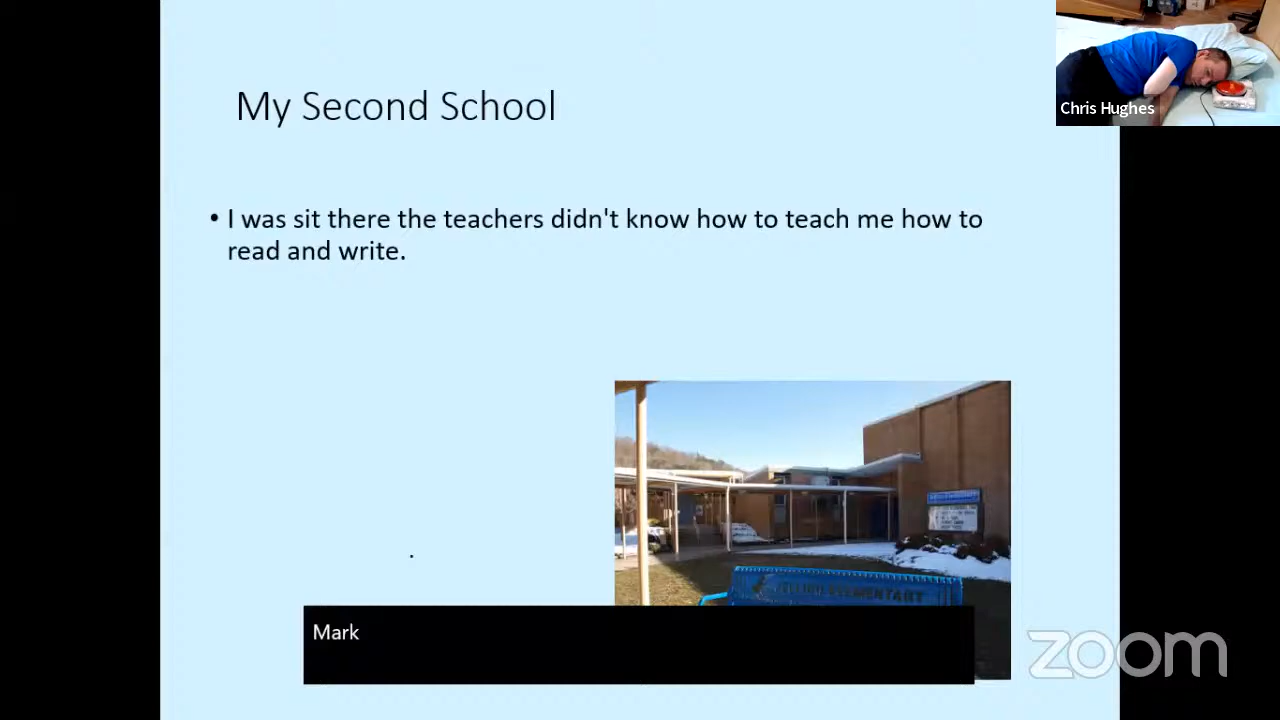 My Second School
Chris Hughes
• I was sit there the teachers didn't know how to teach me how to
read and write.
ELEMENTARY
Mark
zoom